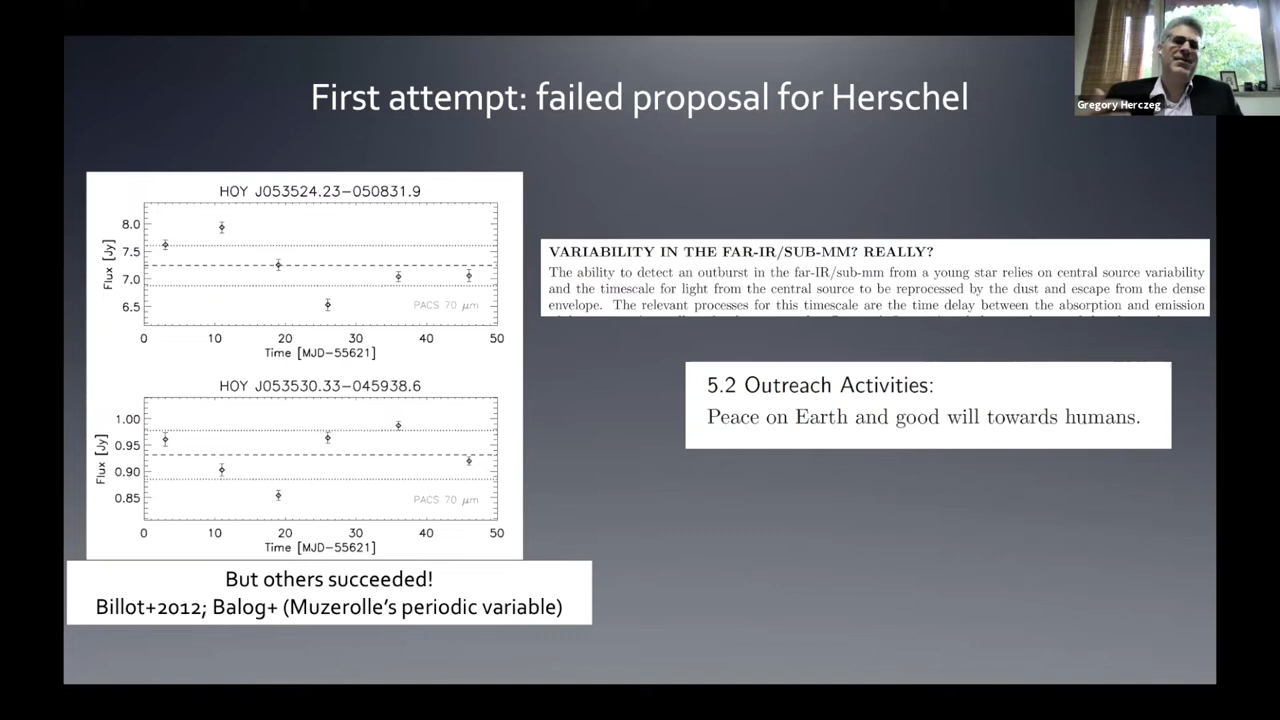 First attempt: failed proposal for Herschel
Gregory Herczeg
HOY J053524.23−050831.9
Flux [Jy]
8.0
7.5
7.0
6.5
PACS 70 μm
0 10 20 30 40 50
Time [MJD−55621]
HOY J053530.33−045938.6
Flux [Jy]
1.00
0.95
0.90
0.85
PACS 70 μm
0 10 20 30 40 50
Time [MJD−55621]
But others succeeded!
Billot+2012; Balog+ (Muzerolle’s periodic variable)
VARIABILITY IN THE FAR-IR/SUB-MM? REALLY?
The ability to detect an outburst in the far-IR/sub-mm from a young star relies on central source variability
and the timescale for light from the central source to be reprocessed by the dust and escape from the dense
envelope. The relevant processes for this timescale are the time delay between the absorption and emission
5.2 Outreach Activities:
Peace on Earth and good will towards humans.